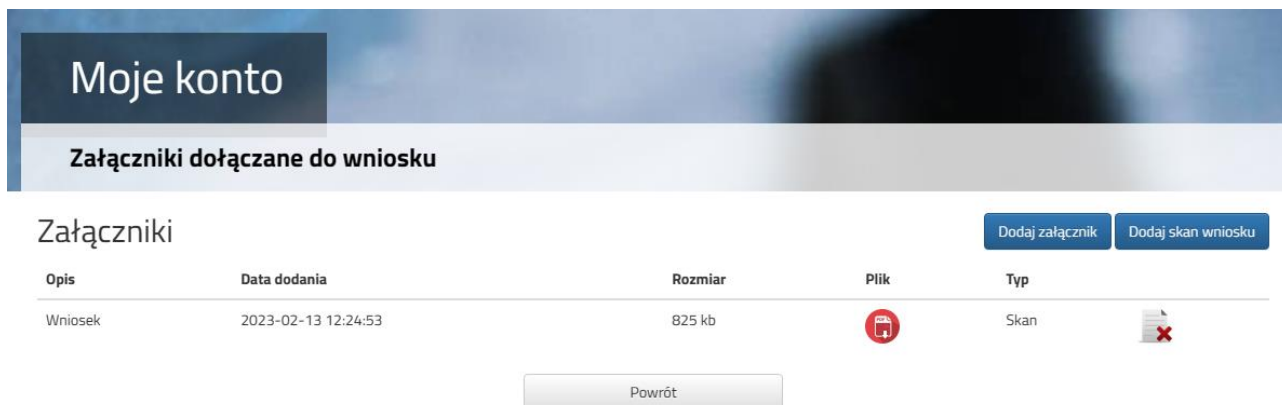 Moje konto
Załączniki dołączane do wniosku
Załączniki
Dodaj załącznik Dodaj skan wniosku
Opis Data dodania Rozmiar Plik Typ
Wniosek 2023-02-13 12:24:53 825 kb Skan
Powrót